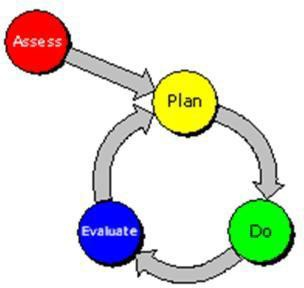 Assess
Plan
Do
Evaluate